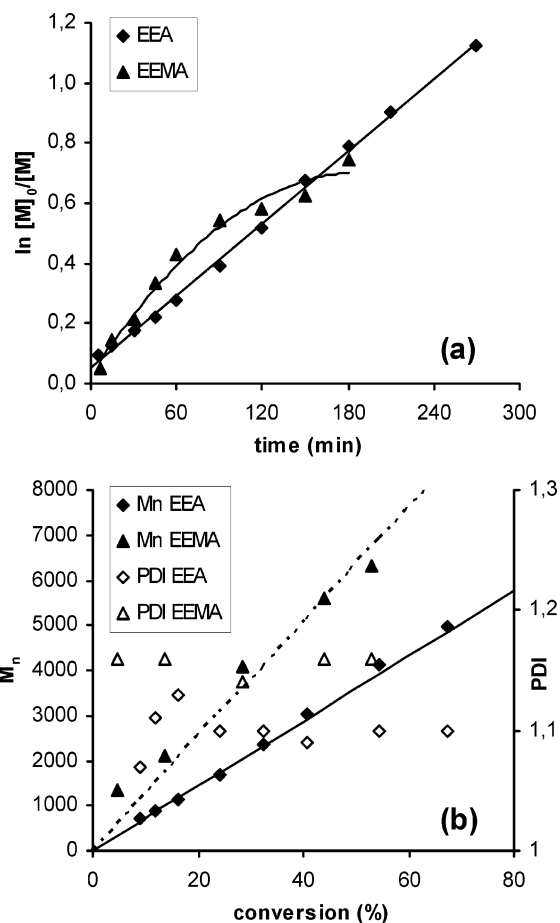 1,2
1,0
0,8
0,6
0,4
0,2
0,0
ln [M]0/[M]
EEA
EEMA
(a)
0 60 120 180 240 300
time (min)
8000
7000
6000
5000
4000
3000
2000
1000
0
Mn
Mn EEA
Mn EEMA
PDI EEA
PDI EEMA
1,3
1,2
1,1
1
PDI
(b)
0 20 40 60 80
conversion (%)